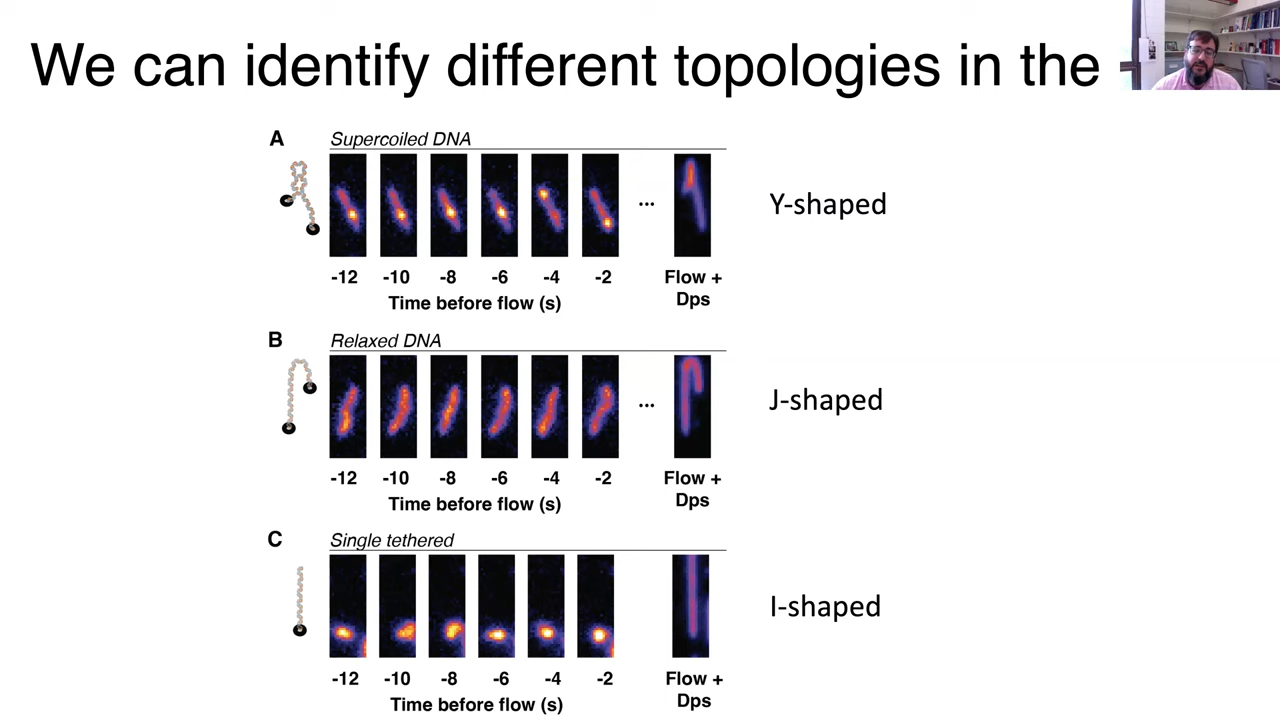 We can identify different topologies in the
A Supercoiled DNA
Y-shaped
...
-12 -10 -8 -6 -4 -2 Flow +
Dps
Time before flow (s)
B Relaxed DNA
J-shaped
...
-12 -10 -8 -6 -4 -2 Flow +
Dps
Time before flow (s)
C Single tethered
I-shaped
-12 -10 -8 -6 -4 -2 Flow +
Dps
Time before flow (s)